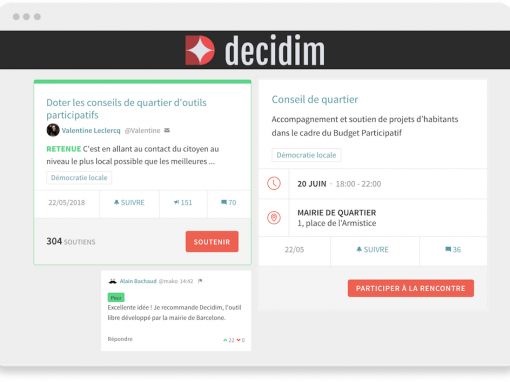 decidim
Doter les conseils de quartier d'outils
participatifs
Valentine Leclercq @Valentine
RETENUE C'est en allant au contact du citoyen au
niveau le plus local possible que les meilleures ...
Démocratie locale
22/05/2018 SUIVRE 151 70
304 SOUTIENS SOUTENIR
Alain Bachaud @mako 14:42
Pour
Excellente idée ! Je recommande Decidim, l'outil
libre développé par la mairie de Barcelone.
Répondre 22 8
Conseil de quartier
Accompagnement et soutien de projets d'habitants
dans le cadre du Budget Participatif
Démocratie locale
20 JUIN - 18:00 - 22:00
MAIRIE DE QUARTIER
1, place de l'Armistice
22/05 SUIVRE 36
PARTICIPER À LA RENCONTRE